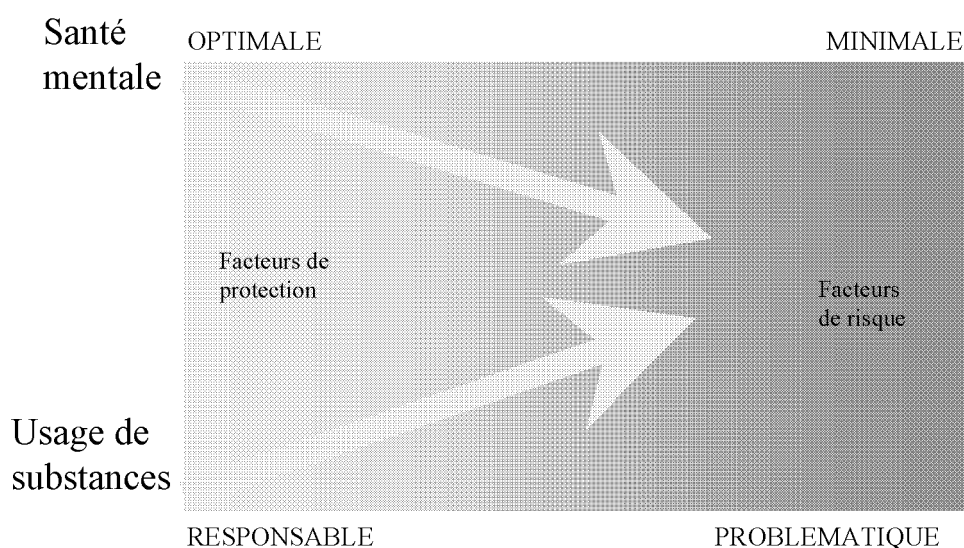 Santé
mentale
OPTIMALE
MINIMALE
Facteurs de
protection
Facteurs
de risque
Usage de
substances
RESPONSABLE
PROBLEMATIQUE